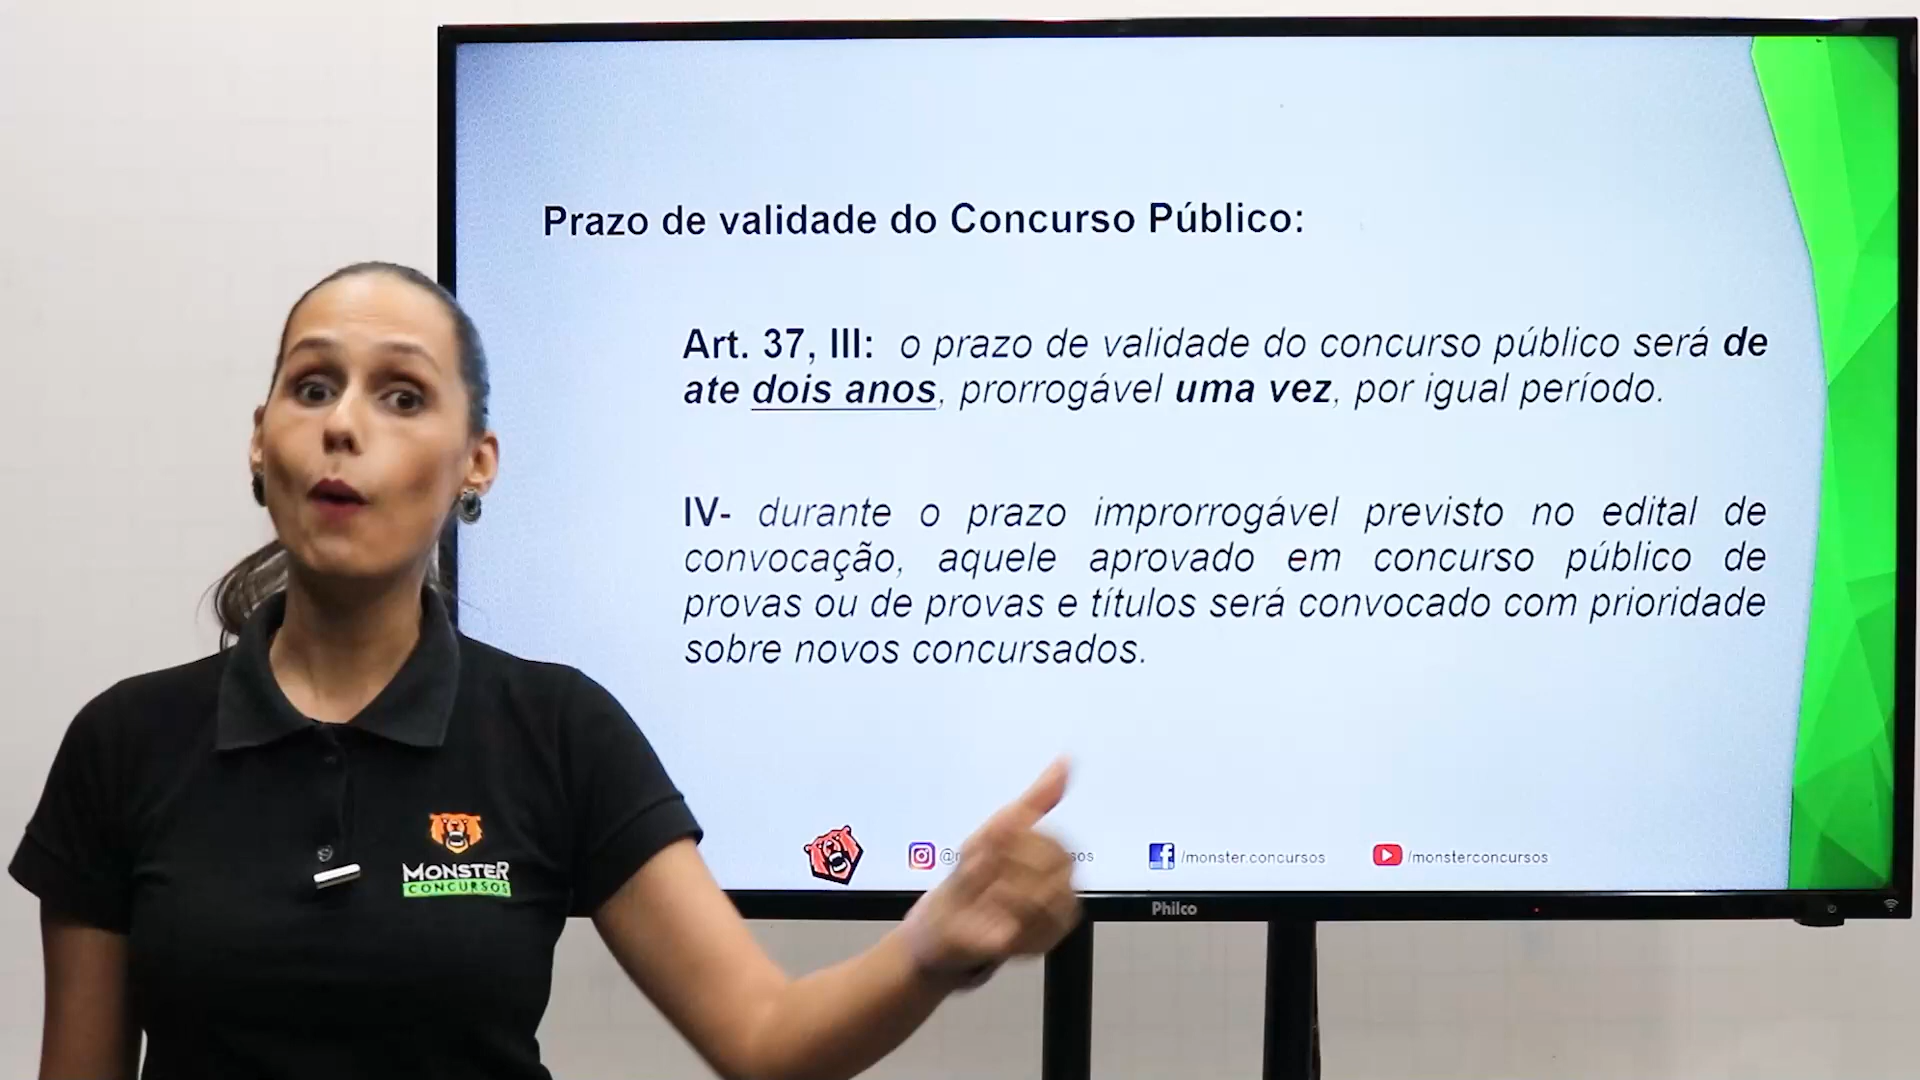 Prazo de validade do Concurso Público:
Art. 37, III: o prazo de validade do concurso público será de
ate dois anos, prorrogável uma vez, por igual período.
IV- durante o prazo improrrogável previsto no edital de
convocação, aquele aprovado em concurso público de
provas ou de provas e títulos será convocado com prioridade
sobre novos concursados.
/monster.concursos
/monsterconcursos
Philco
MONSTER
CONCURSOS